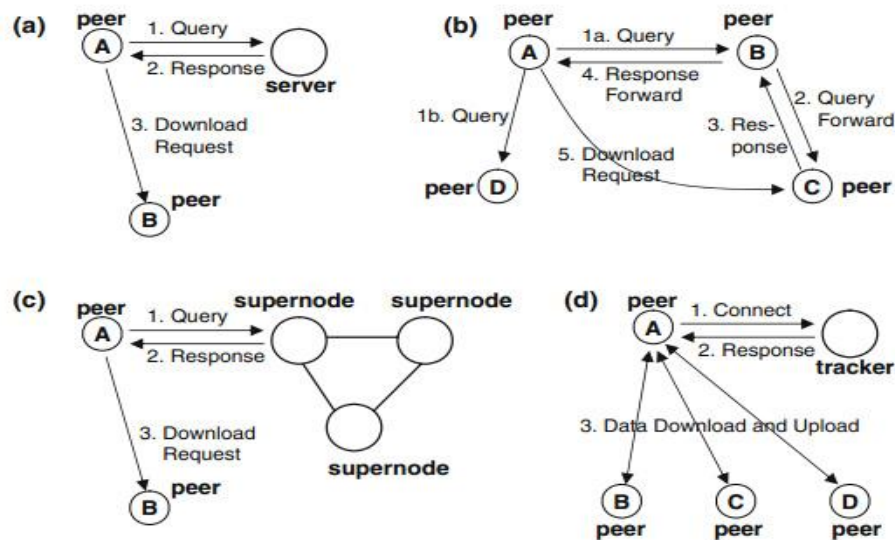 (a)
peer
A
1. Query
2. Response
server
3. Download
Request
B
peer
(b)
peer
A
1a. Query
peer
B
4. Response
Forward
1b. Query
2. Query
Forward
3. Res-
ponse
5. Download
Request
peer
D
C
peer
(c)
peer
A
1. Query
2. Response
supernode
supernode
3. Download
Request
supernode
B
peer
(d)
peer
A
1. Connect
2. Response
tracker
3. Data Download and Upload
B
C
D
peer
peer
peer